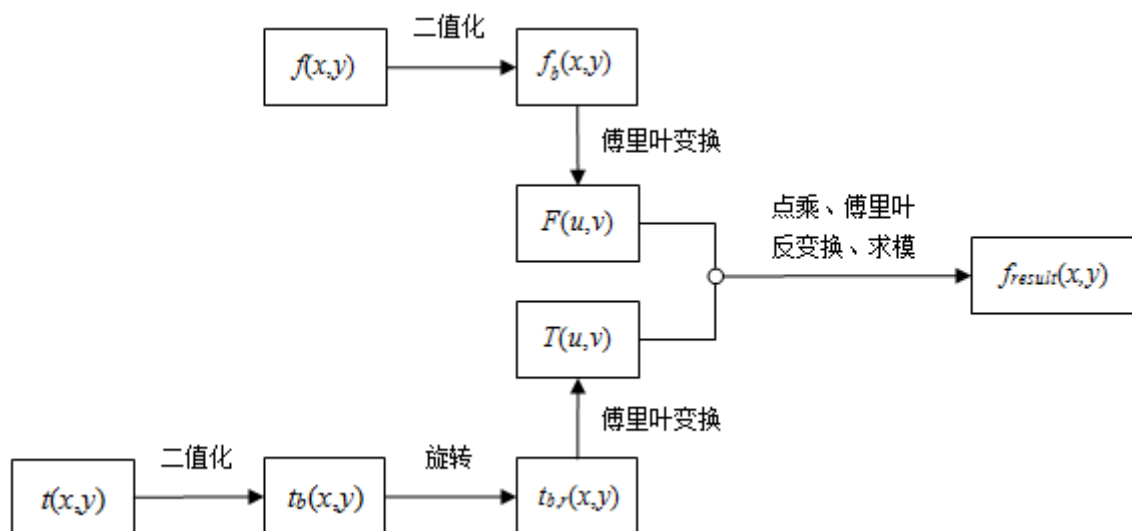 二值化
f(x,y)
f_b(x,y)
傅里叶变换
F(u,v)
点乘、傅里叶
反变换、求模
f_result(x,y)
T(u,v)
傅里叶变换
二值化
旋转
t(x,y)
t_b(x,y)
t_b,r(x,y)